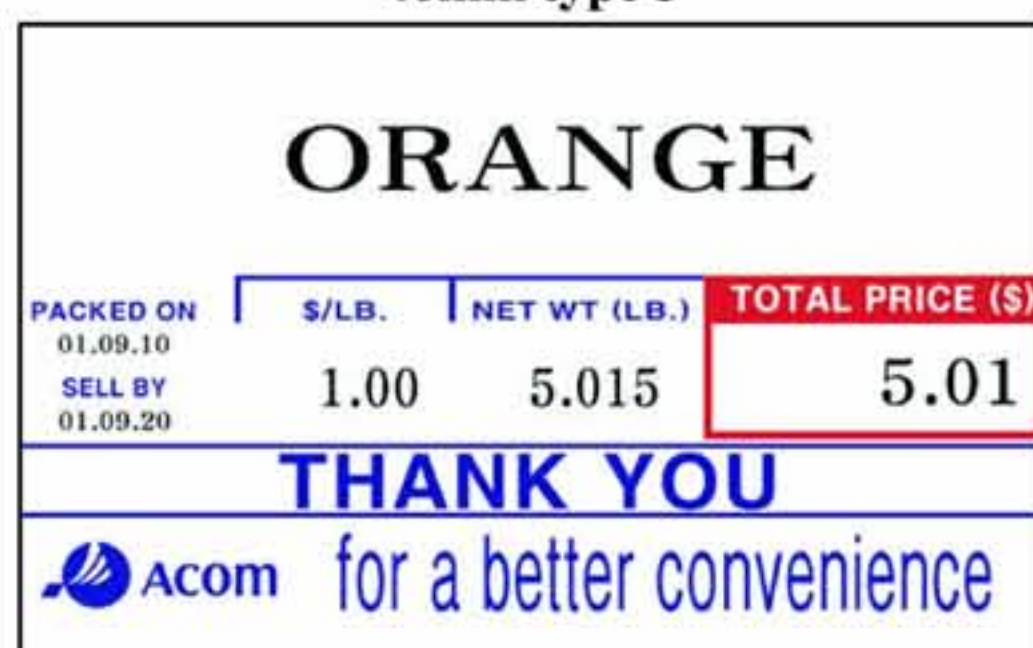 ORANGE
PACKED ON $/LB. NET WT (LB.) TOTAL PRICE ($)
01.09.10
SELL BY 1.00 5.015 5.01
01.09.20
THANK YOU
Acom for a better convenience